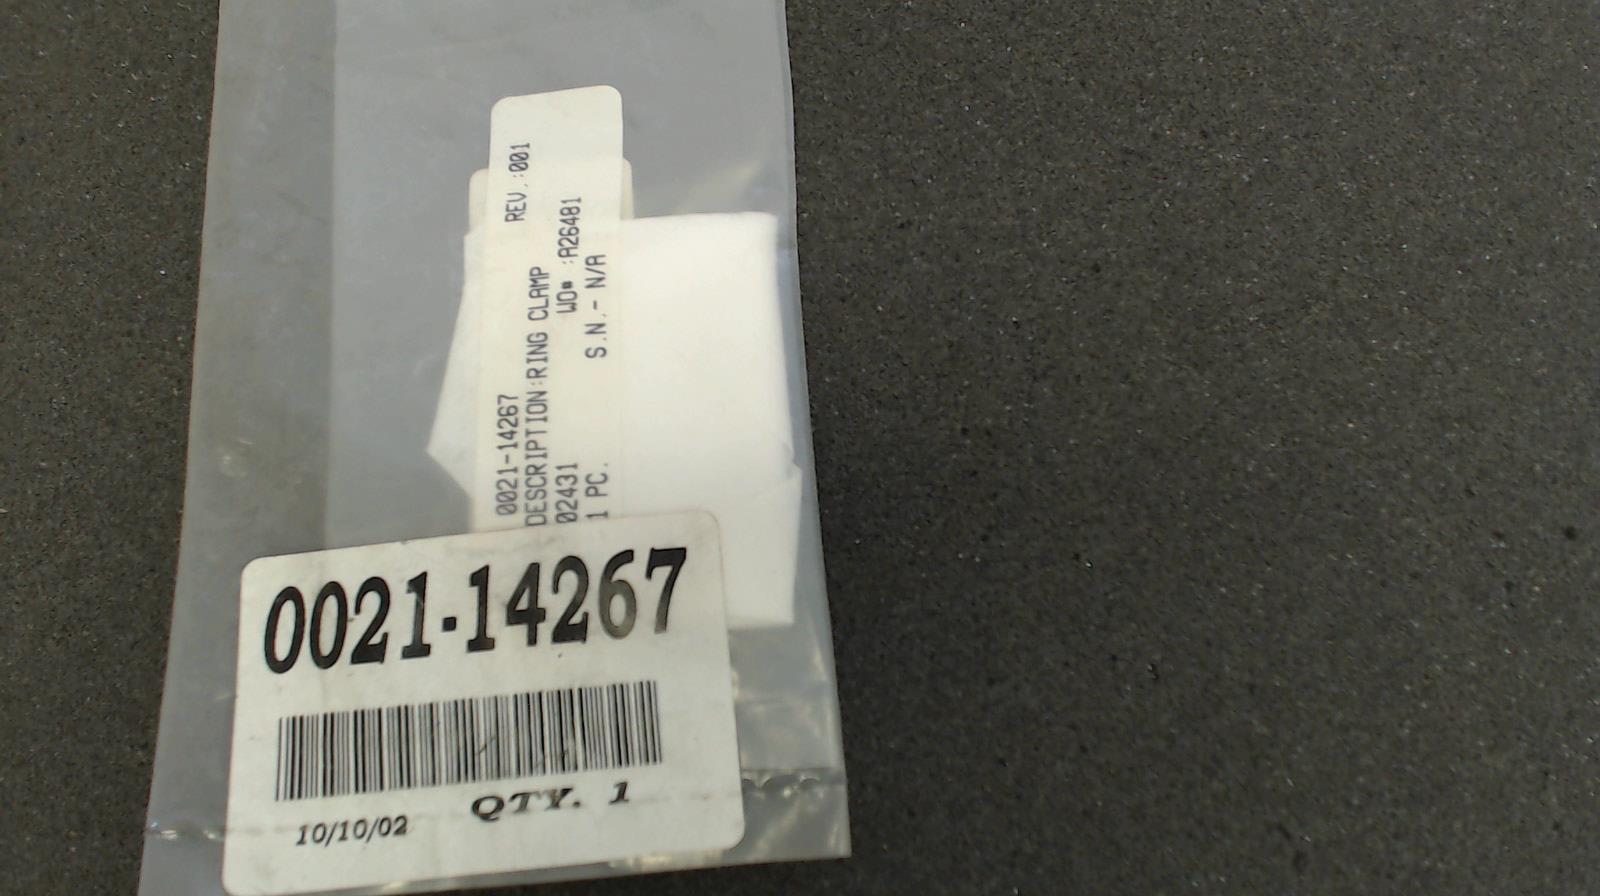 0021-14267 REV.:001
DESCRIPTION:RING CLAMP
02431 WO# :A26481
1 PC. S.N.- N/A
0021-14267
QTY. 1
10/10/02